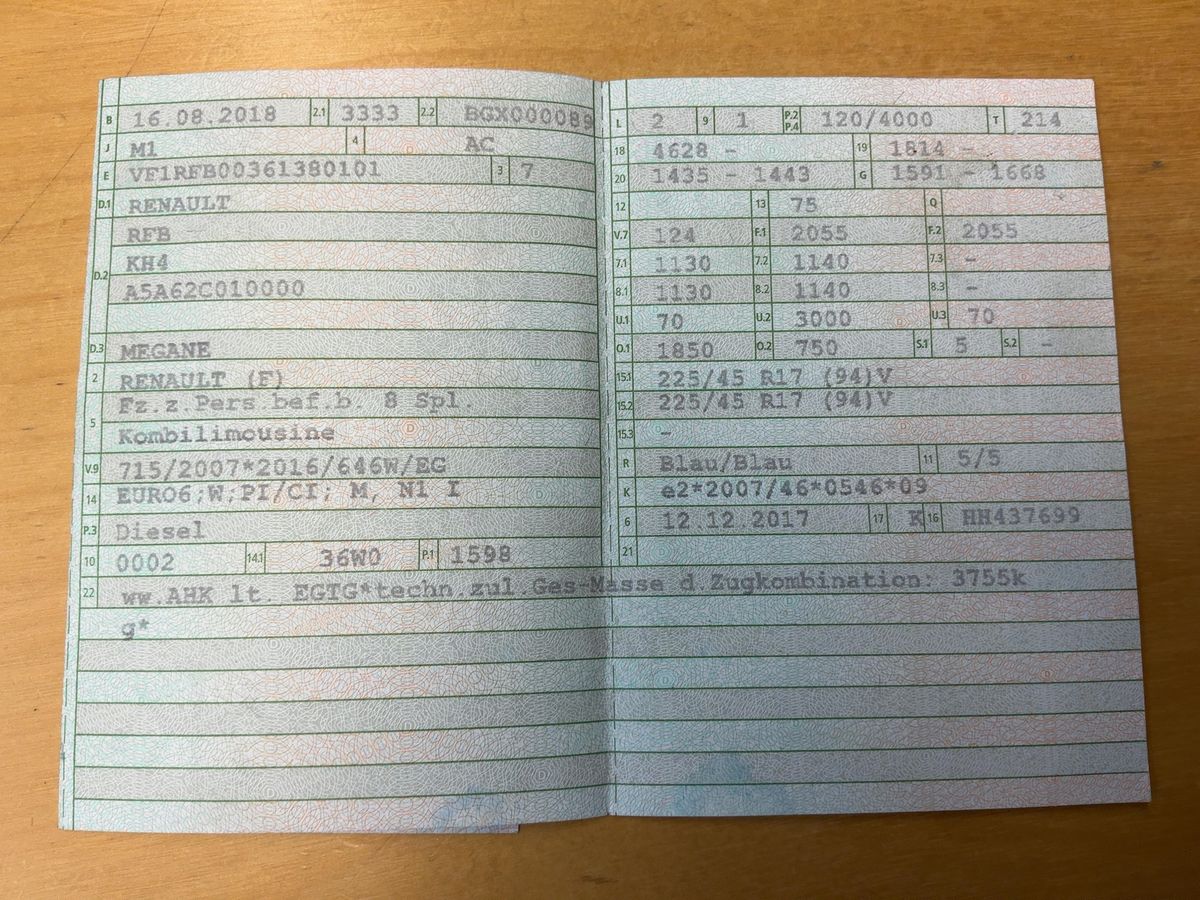 B 16.08.2018 2.1 3333 2.2 BGX000089
J M1 4 AC
E VF1RFB00361380101 3 7
D.1 RENAULT
RFB
D.2 KH4
A5A62C010000
D.3 MEGANE
2 RENAULT (F)
Fz.z.Pers bef.b. 8 Spl.
5 Kombilimousine
V.9 715/2007*2016/646W/EG
14 EURO6;W;PI/CI; M, N1 I
P.3 Diesel
10 0002 14.1 36W0 P.1 1598
22 ww.AHK lt. EGTG*techn.zul.Ges-Masse d.Zugkombination: 3755k
g*
L 2 9 1 P.2 P.4 120/4000 T 214
18 4628 - 19 1814 -
20 1435 - 1443 G 1591 - 1668
12 13 75 Q
V.7 124 F.1 2055 F.2 2055
7.1 1130 7.2 1140 7.3 -
8.1 1130 8.2 1140 8.3 -
U.1 70 U.2 3000 U.3 70
O.1 1850 O.2 750 S.1 5 S.2 -
15.1 225/45 R17 (94)V
15.2 225/45 R17 (94)V
15.3 -
R Blau/Blau 11 5/5
K e2*2007/46*0546*09
6 12.12.2017 17 K 16 HH437699
21